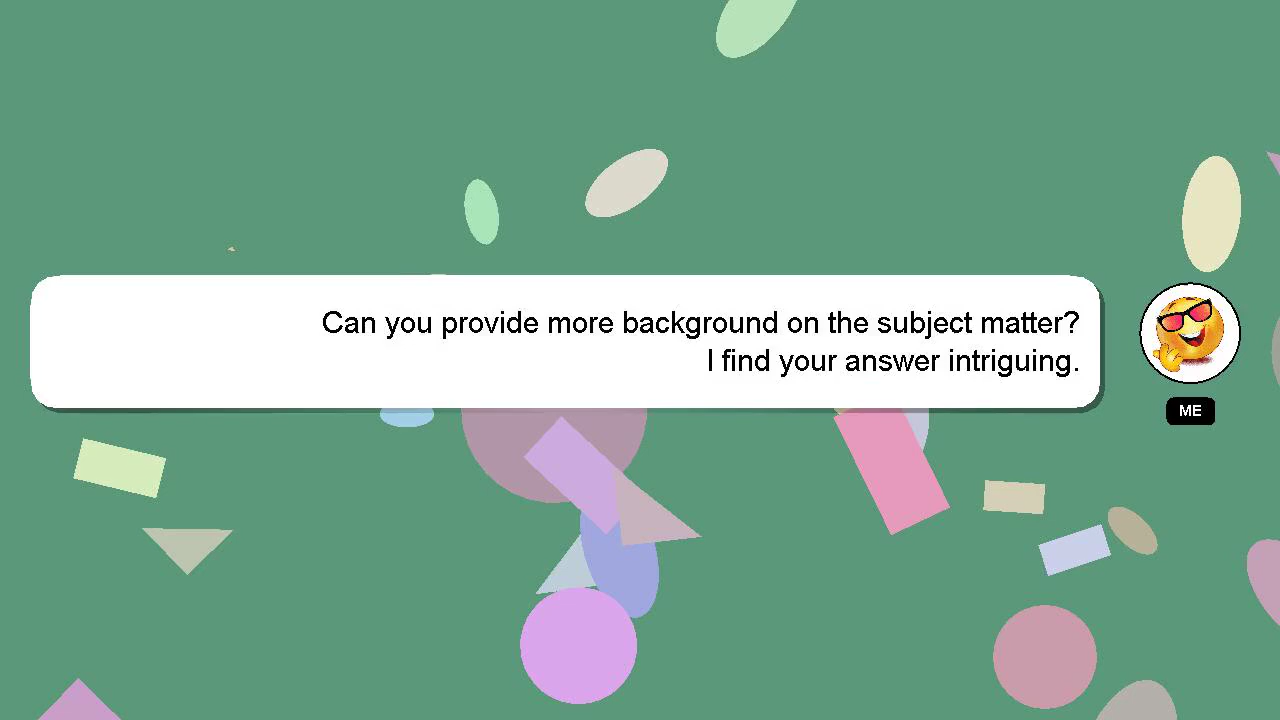 Can you provide more background on the subject matter?
I find your answer intriguing.
ME